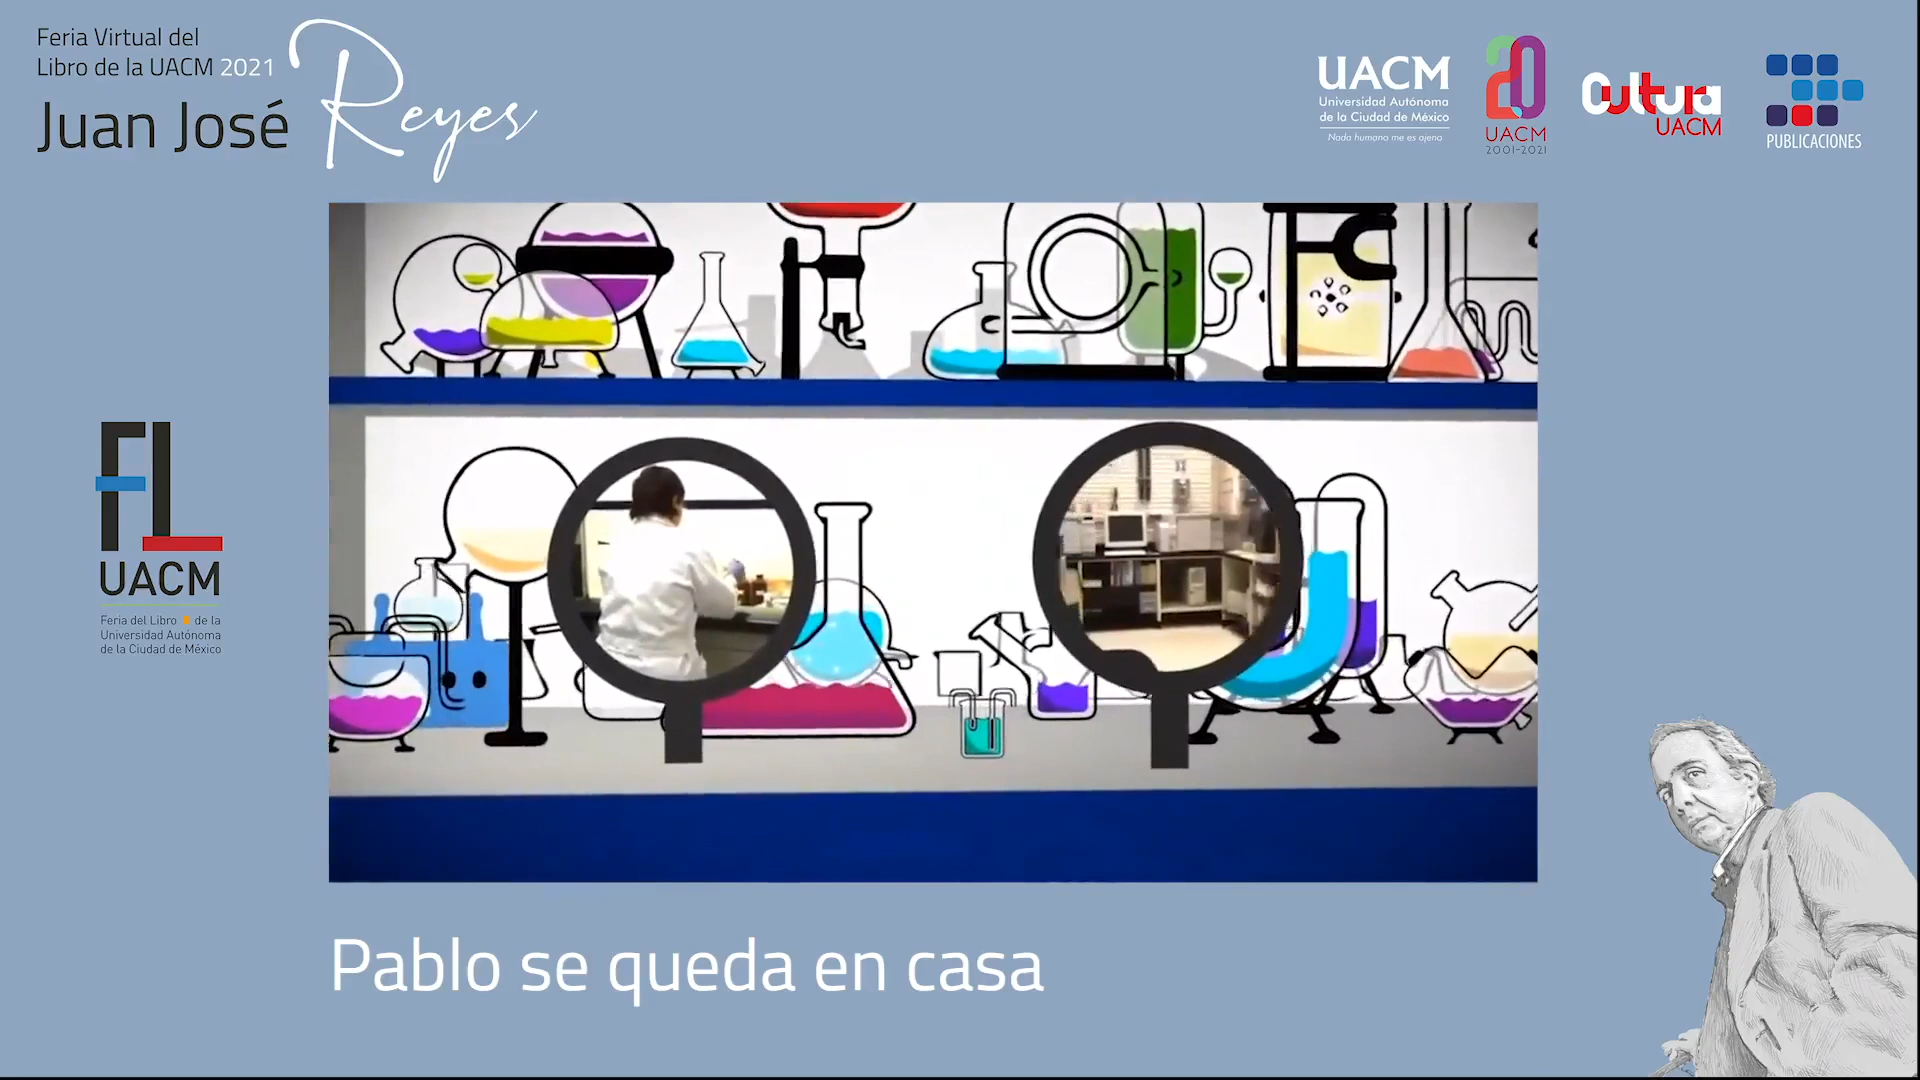 Feria Virtual del
Libro de la UACM 2021
Juan José Reyes
UACM
Universidad Autónoma
de la Ciudad de México
Nada humano me es ajeno
20
UACM
2001-2021
Cultura
UACM
PUBLICACIONES
FL
UACM
Feria del Libro de la
Universidad Autónoma
de la Ciudad de México
Pablo se queda en casa